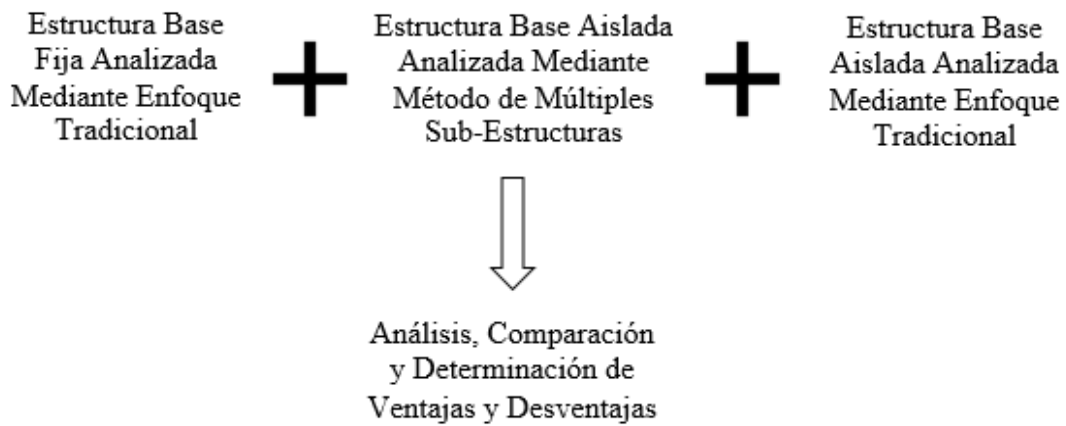 Estructura Base
Fija Analizada
Mediante Enfoque
Tradicional
Estructura Base Aislada
Analizada Mediante
Método de Múltiples
Sub-Estructuras
Estructura Base
Aislada Analizada
Mediante Enfoque
Tradicional
Análisis, Comparación
y Determinación de
Ventajas y Desventajas